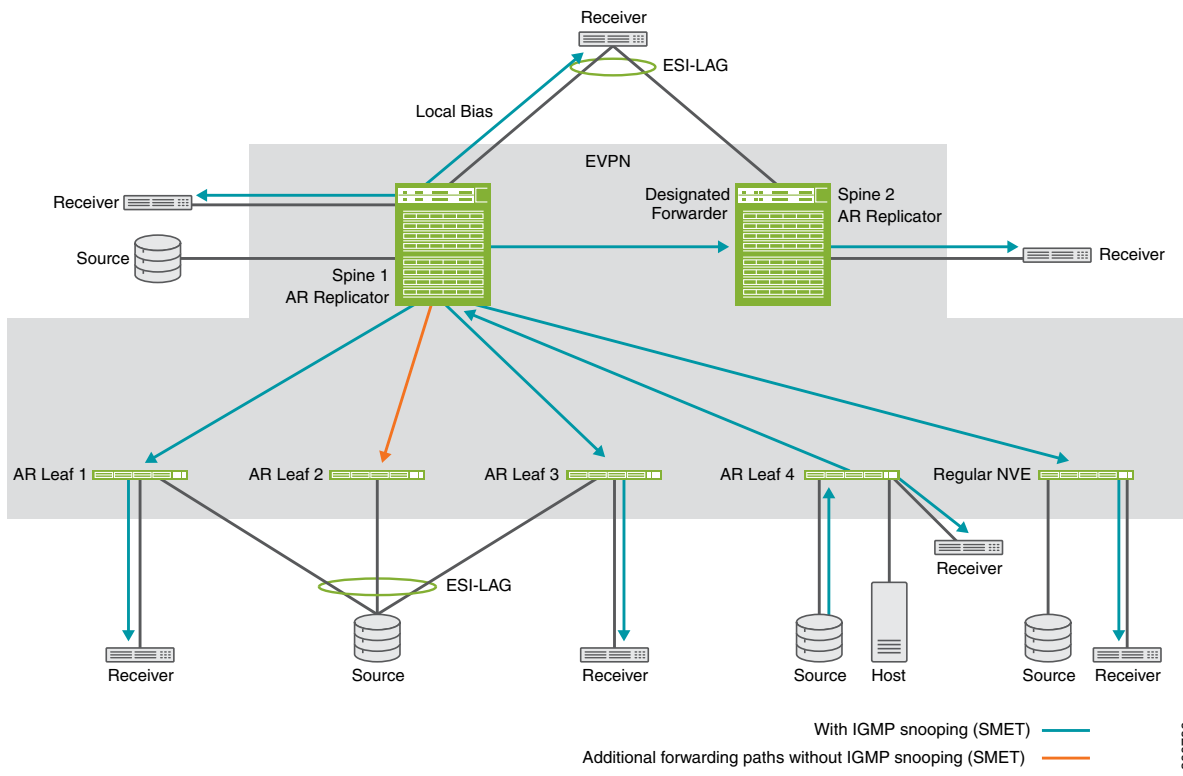 Receiver
ESI-LAG
Local Bias
EVPN
Receiver
Designated
Forwarder
Spine 2
AR Replicator
Source
Spine 1
AR Replicator
Receiver
AR Leaf 1
AR Leaf 2
AR Leaf 3
AR Leaf 4
Regular NVE
Receiver
ESI-LAG
Receiver
Source
Receiver
Source
Host
Source
Receiver
With IGMP snooping (SMET)
Additional forwarding paths without IGMP snooping (SMET)